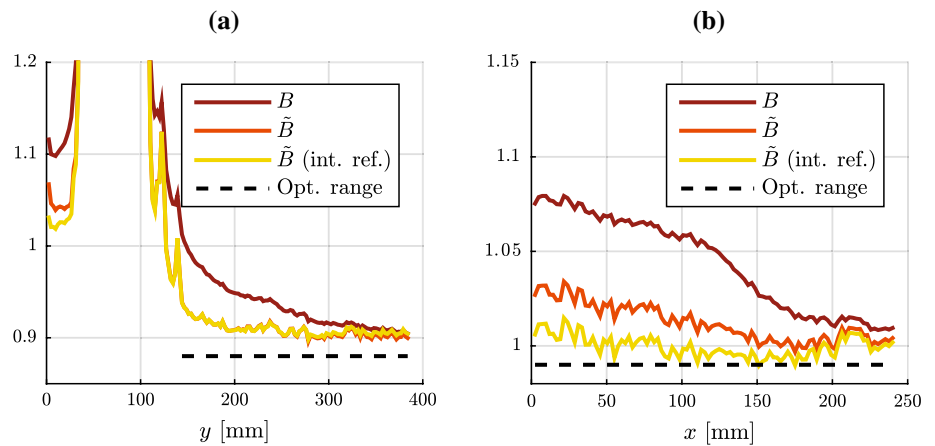 (a)
1.2
1.1
1
0.9
0
100
200
300
400
y [mm]
B
B̃
B̃ (int. ref.)
Opt. range
(b)
1.15
1.1
1.05
1
0
50
100
150
200
250
x [mm]
B
B̃
B̃ (int. ref.)
Opt. range